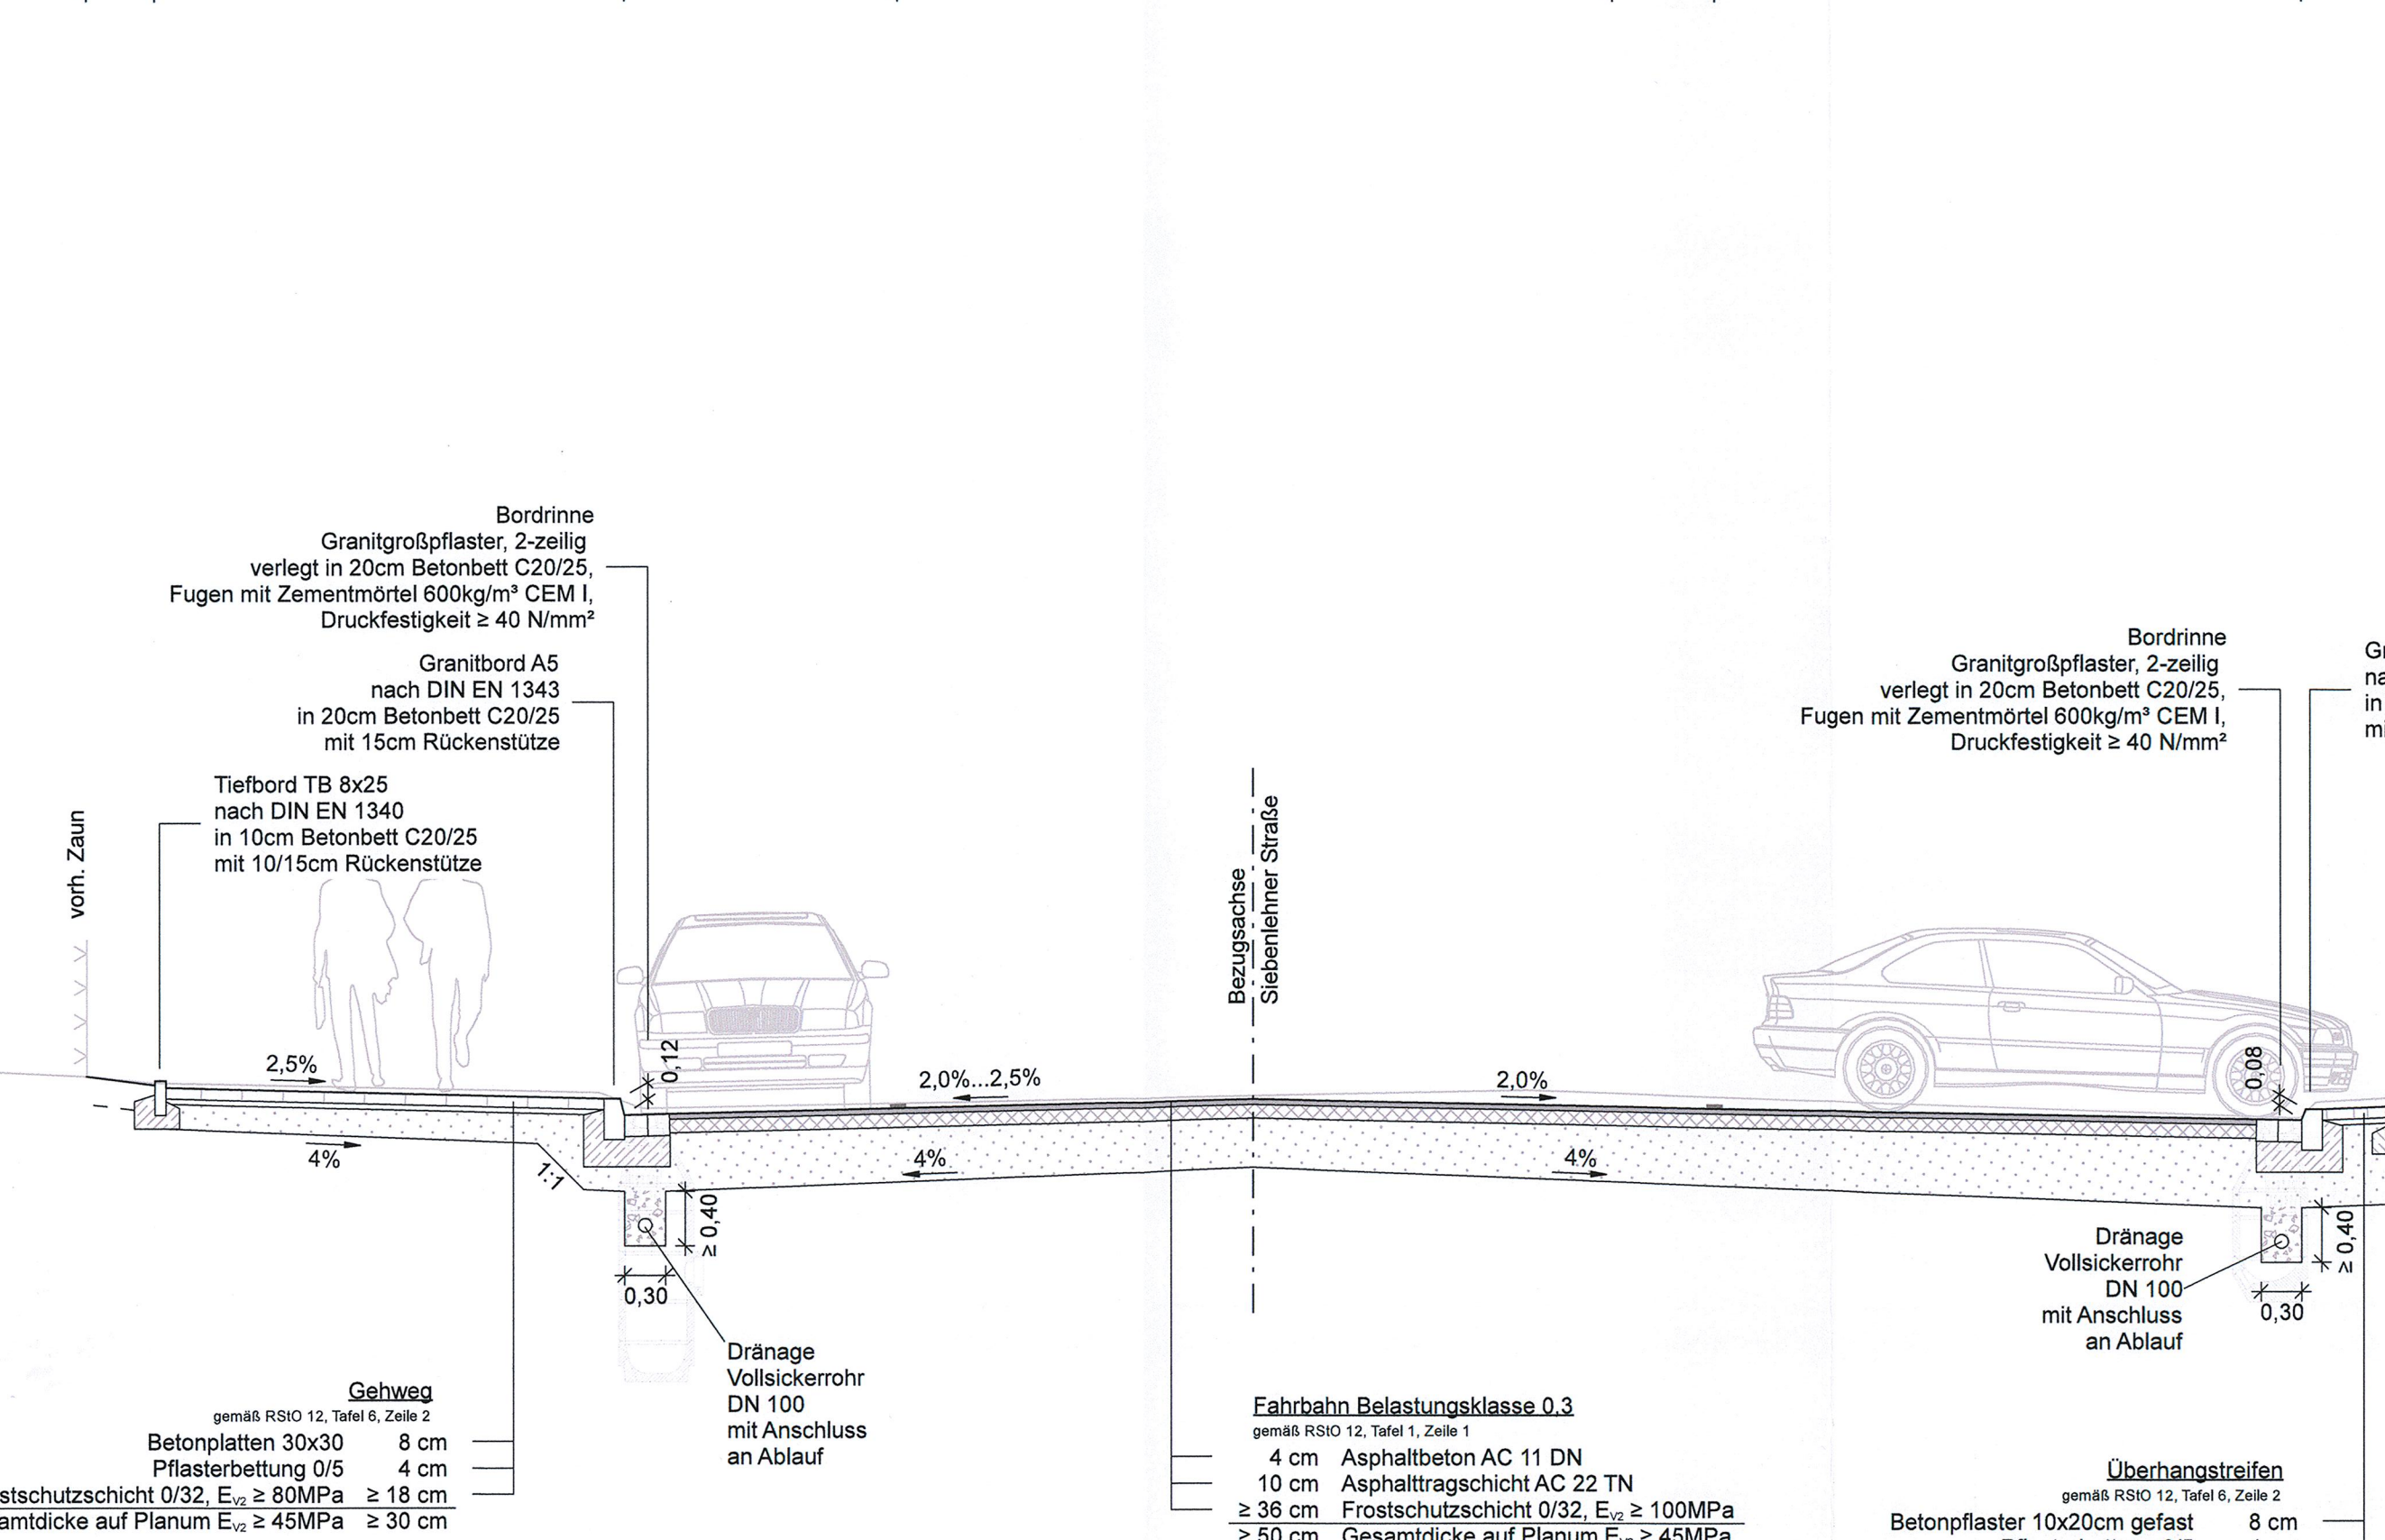 Bordrinne
Granitgroßpflaster, 2-zeilig
verlegt in 20cm Betonbett C20/25,
Fugen mit Zementmörtel 600kg/m³ CEM I,
Druckfestigkeit ≥ 40 N/mm²
Granitbord A5
nach DIN EN 1343
in 20cm Betonbett C20/25
mit 15cm Rückenstütze
Tiefbord TB 8x25
nach DIN EN 1340
in 10cm Betonbett C20/25
mit 10/15cm Rückenstütze
vorh. Zaun
Bezugsachse
Siebenlehner Straße
Bordrinne
Granitgroßpflaster, 2-zeilig
verlegt in 20cm Betonbett C20/25,
Fugen mit Zementmörtel 600kg/m³ CEM I,
Druckfestigkeit ≥ 40 N/mm²
in
2,5%
0,12
2,0%...2,5%
2,0%
0,08
4%
1:1
4%
4%
≥ 0,40
0,30
≥ 0,40
0,30
Dränage
Vollsickerrohr
DN 100
mit Anschluss
an Ablauf
Dränage
Vollsickerrohr
DN 100
mit Anschluss
an Ablauf
Gehweg
gemäß RStO 12, Tafel 6, Zeile 2
Betonplatten 30x30 8 cm
Pflasterbettung 0/5 4 cm
stschutzschicht 0/32, Ev2 ≥ 80MPa ≥ 18 cm
amtdicke auf Planum Ev2 ≥ 45MPa ≥ 30 cm
Fahrbahn Belastungsklasse 0,3
gemäß RStO 12, Tafel 1, Zeile 1
4 cm Asphaltbeton AC 11 DN
10 cm Asphalttragschicht AC 22 TN
≥ 36 cm Frostschutzschicht 0/32, Ev2 ≥ 100MPa
≥ 50 cm Gesamtdicke auf Planum Ev2 ≥ 45MPa
Überhangstreifen
gemäß RStO 12, Tafel 6, Zeile 2
Betonpflaster 10x20cm gefast 8 cm